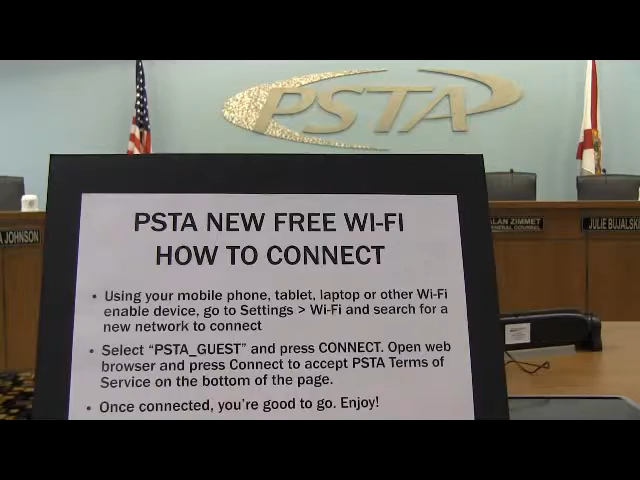 PSTA
A JOHNSON
ALAN ZIMMET
GENERAL COUNSEL
JULIE BUJALSKI
PSTA NEW FREE WI-FI
HOW TO CONNECT
• Using your mobile phone, tablet, laptop or other Wi-Fi
enable device, go to Settings > Wi-Fi and search for a
new network to connect
• Select “PSTA_GUEST” and press CONNECT. Open web
browser and press Connect to accept PSTA Terms of
Service on the bottom of the page.
• Once connected, you're good to go. Enjoy!